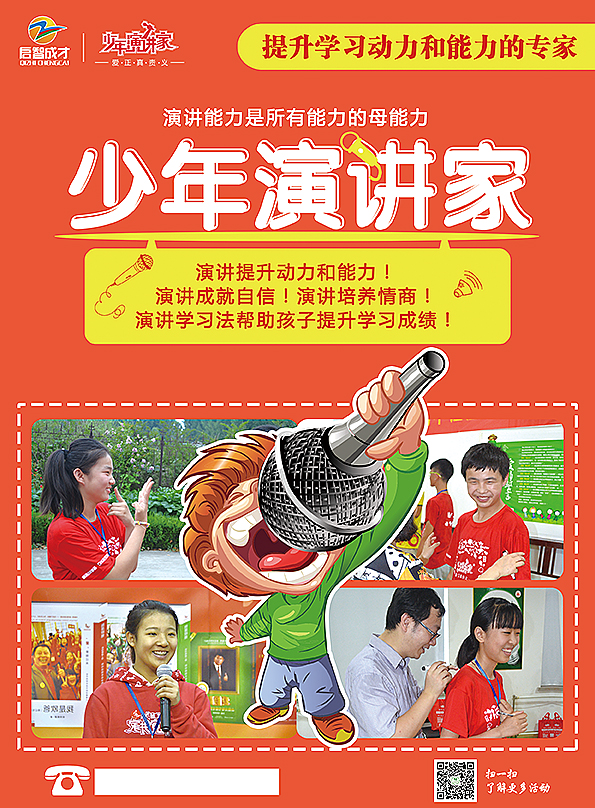 启智成才
QIZHI CHENGCAI
少年演讲家
爱·正真贵·义
提升学习动力和能力的专家
演讲能力是所有能力的母能力
少年演讲家
演讲提升动力和能力！
演讲成就自信！演讲培养情商！
演讲学习法帮助孩子提升学习成绩！
扫一扫
了解更多活动